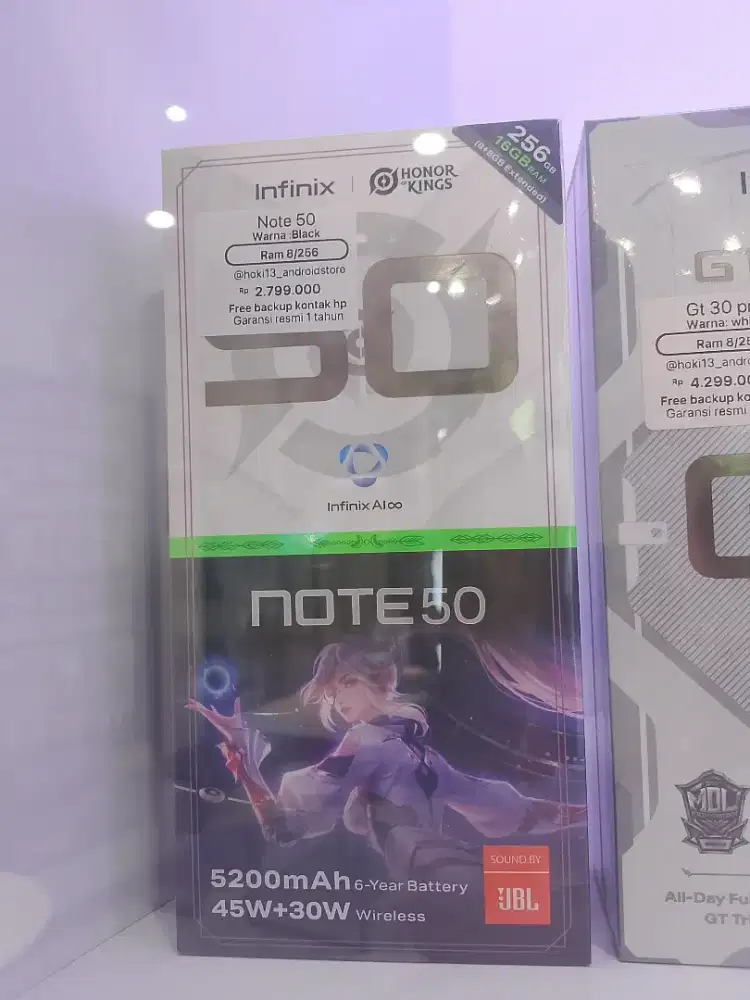 256GB
16GB RAM
(8+8GB Extended)
Infinix
HONOR
OF KINGS
Note 50
Warna :Black
Ram 8/256
@hoki13_androidstore
Rp 2.799.000
Free backup kontak hp
Garansi resmi 1 tahun
50
Infinix AI∞
NOTE 50
5200mAh 6-Year Battery
45W+30W Wireless
SOUND BY
JBL
GT
Gt 30 pr
Warna: whi
Ram 8/25
@hoki13_andro
Rp 4.299.00
Free backup ko
Garansi resmi
All-Day Fu
GT Tri